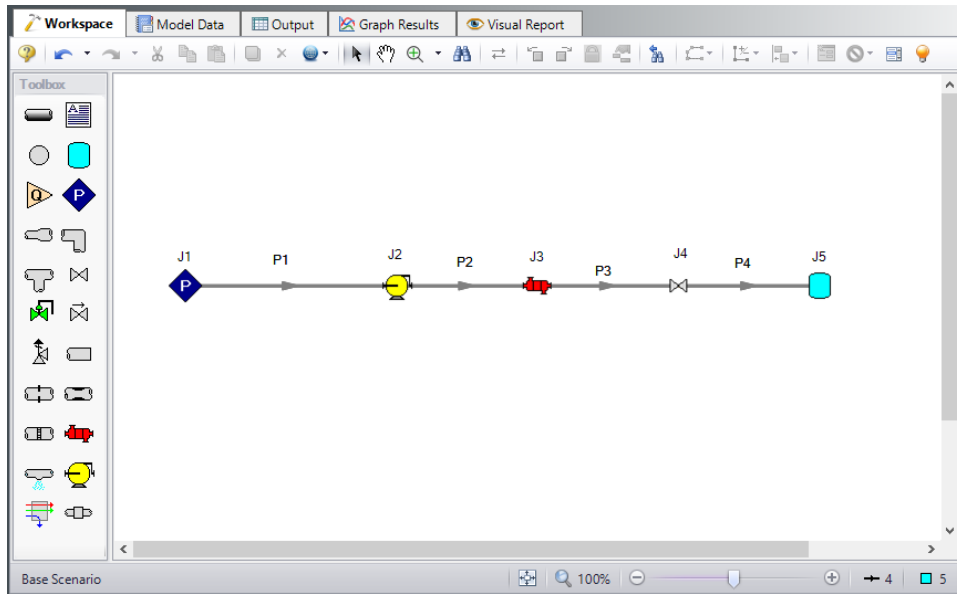 Workspace Model Data Output Graph Results Visual Report
Toolbox
A
Q P
J1 P1 J2 P2 J3 P3 J4 P4 J5
P
Base Scenario 100% 4 5